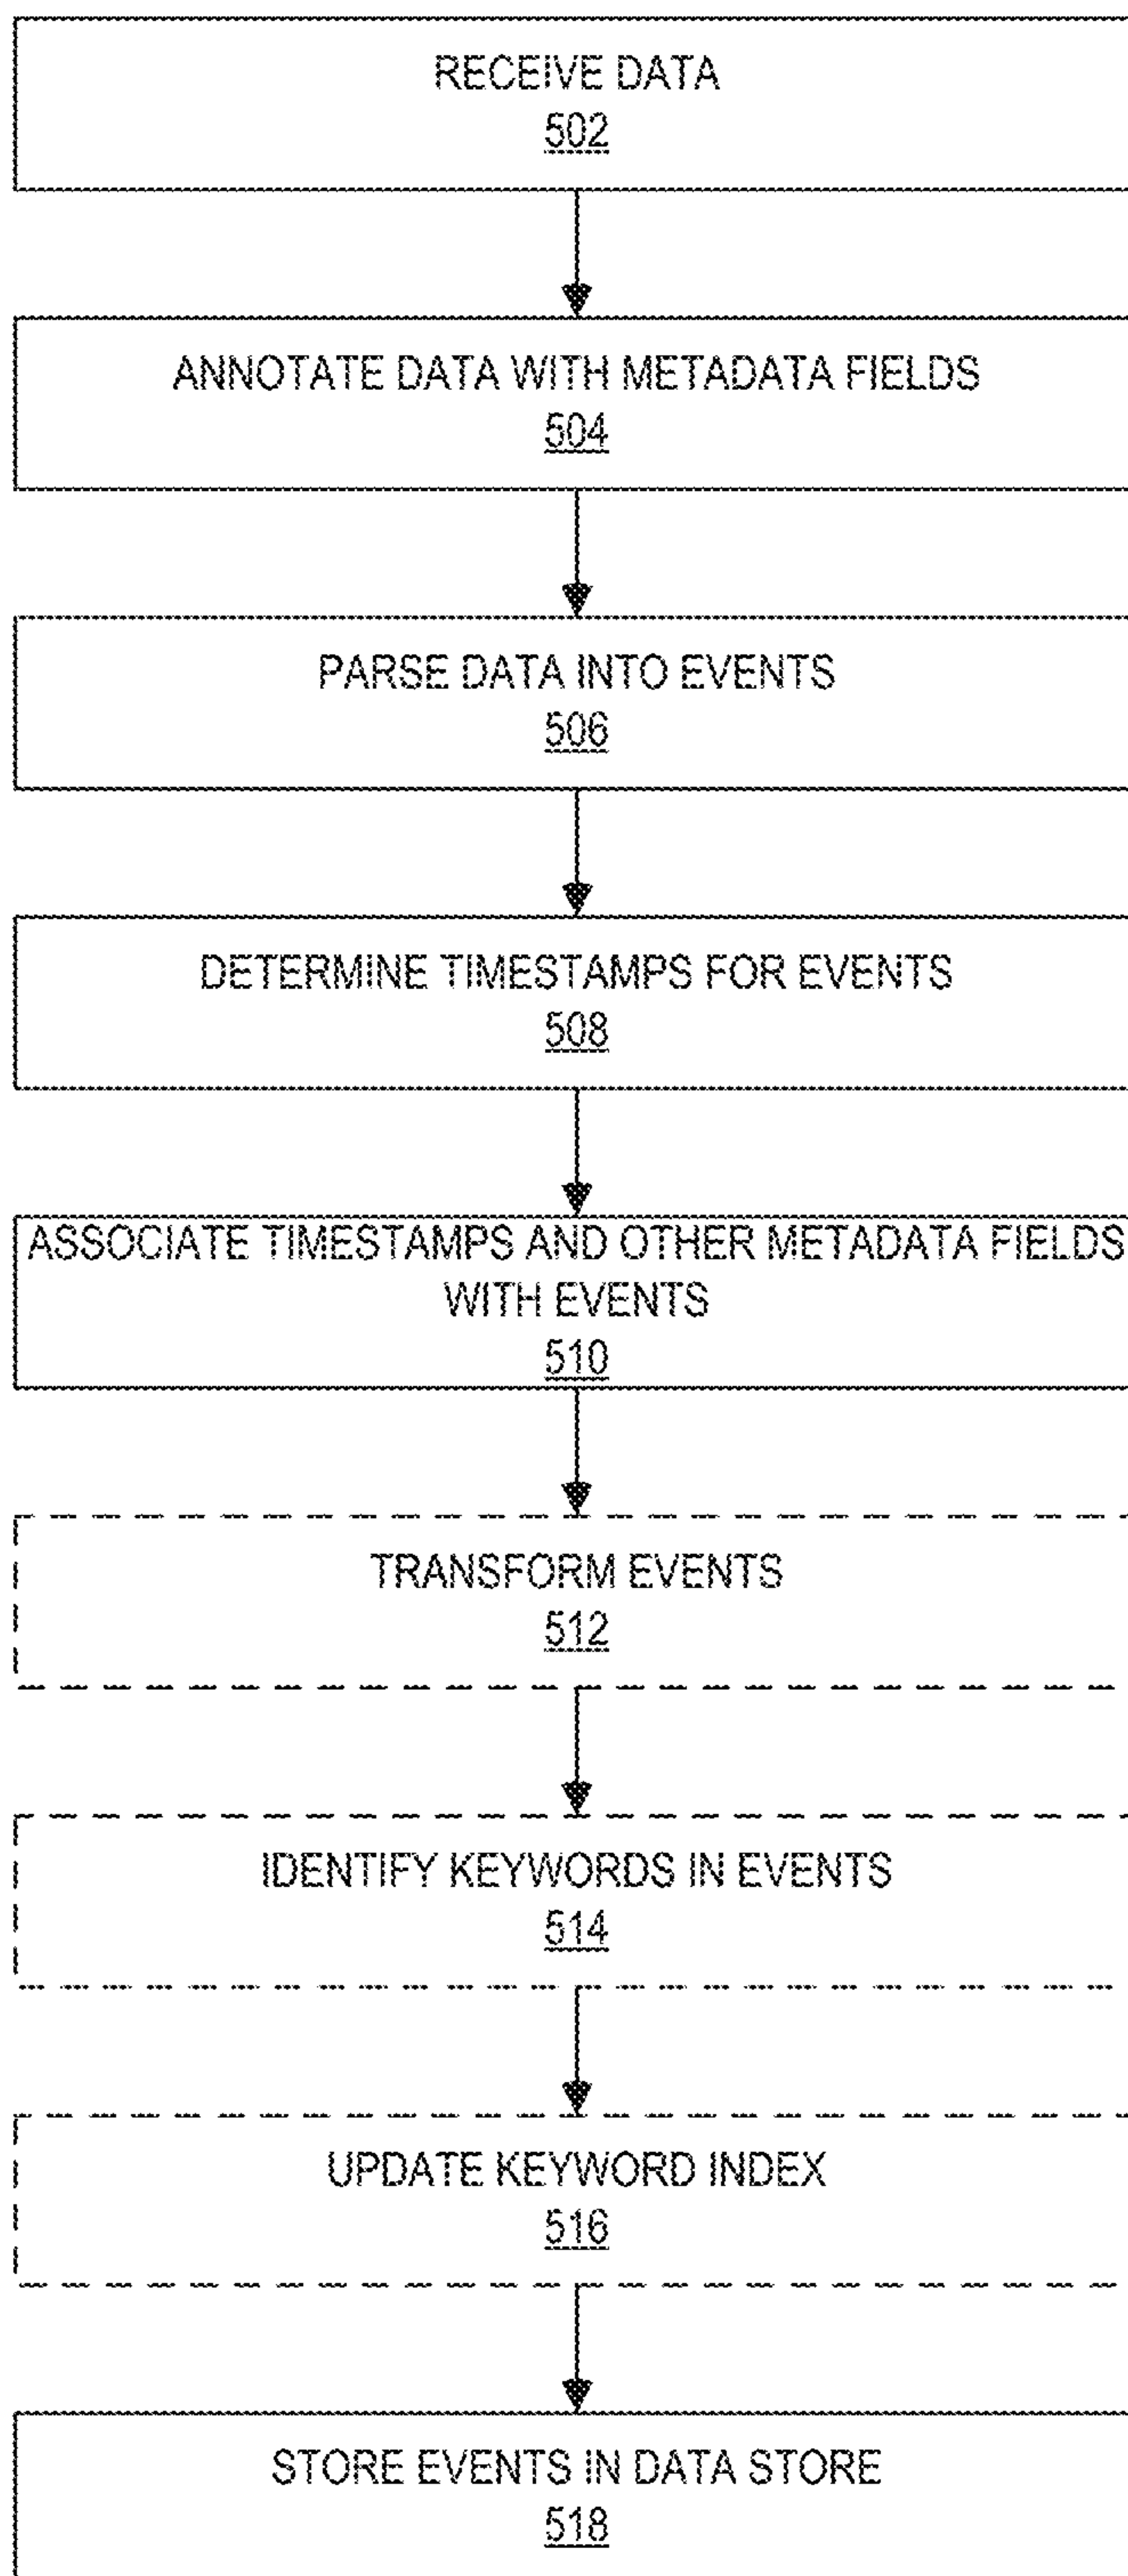 RECEIVE DATA
502
ANNOTATE DATA WITH METADATA FIELDS
504
PARSE DATA INTO EVENTS
506
DETERMINE TIMESTAMPS FOR EVENTS
508
ASSOCIATE TIMESTAMPS AND OTHER METADATA FIELDS
WITH EVENTS
510
TRANSFORM EVENTS
512
IDENTIFY KEYWORDS IN EVENTS
514
UPDATE KEYWORD INDEX
516
STORE EVENTS IN DATA STORE
518